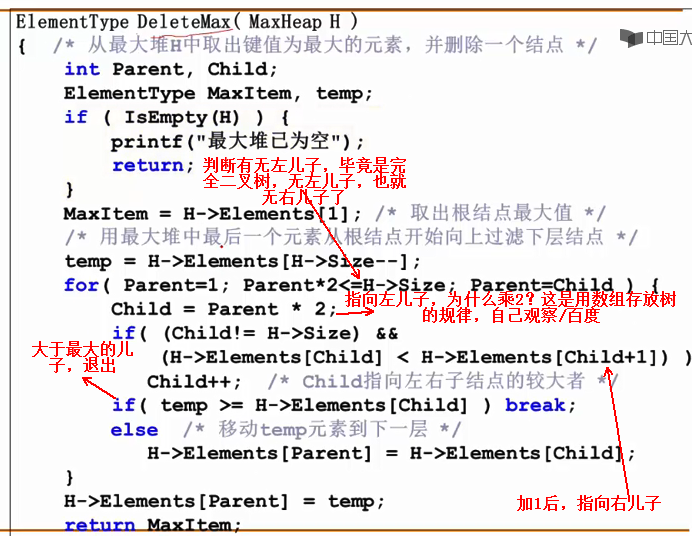 ElementType DeleteMax( MaxHeap H )
{  /* 从最大堆H中取出键值为最大的元素，并删除一个结点 */
中国大
    int Parent, Child;
    ElementType MaxItem, temp;
    if ( IsEmpty(H) ) {
        printf("最大堆已为空");
        return;
判断有无左儿子，毕竟是完
全二叉树，无左儿子，也就
无右儿子了
    }
    MaxItem = H->Elements[1]; /* 取出根结点最大值 */
    /* 用最大堆中最后一个元素从根结点开始向上过滤下层结点 */
    temp = H->Elements[H->Size--];
    for( Parent=1; Parent*2<=H->Size; Parent=Child ) {
        Child = Parent * 2;
指向左儿子，为什么乘2？这是用数组存放树
的规律，自己观察/百度
        if( (Child!= H->Size) &&
            (H->Elements[Child] < H->Elements[Child+1]) )
大于最大的儿
子，退出
           Child++;  /* Child指向左右子结点的较大者 */
        if( temp >= H->Elements[Child] ) break;
        else  /* 移动temp元素到下一层 */
           H->Elements[Parent] = H->Elements[Child];
    }
    H->Elements[Parent] = temp;
加1后，指向右儿子
    return MaxItem;